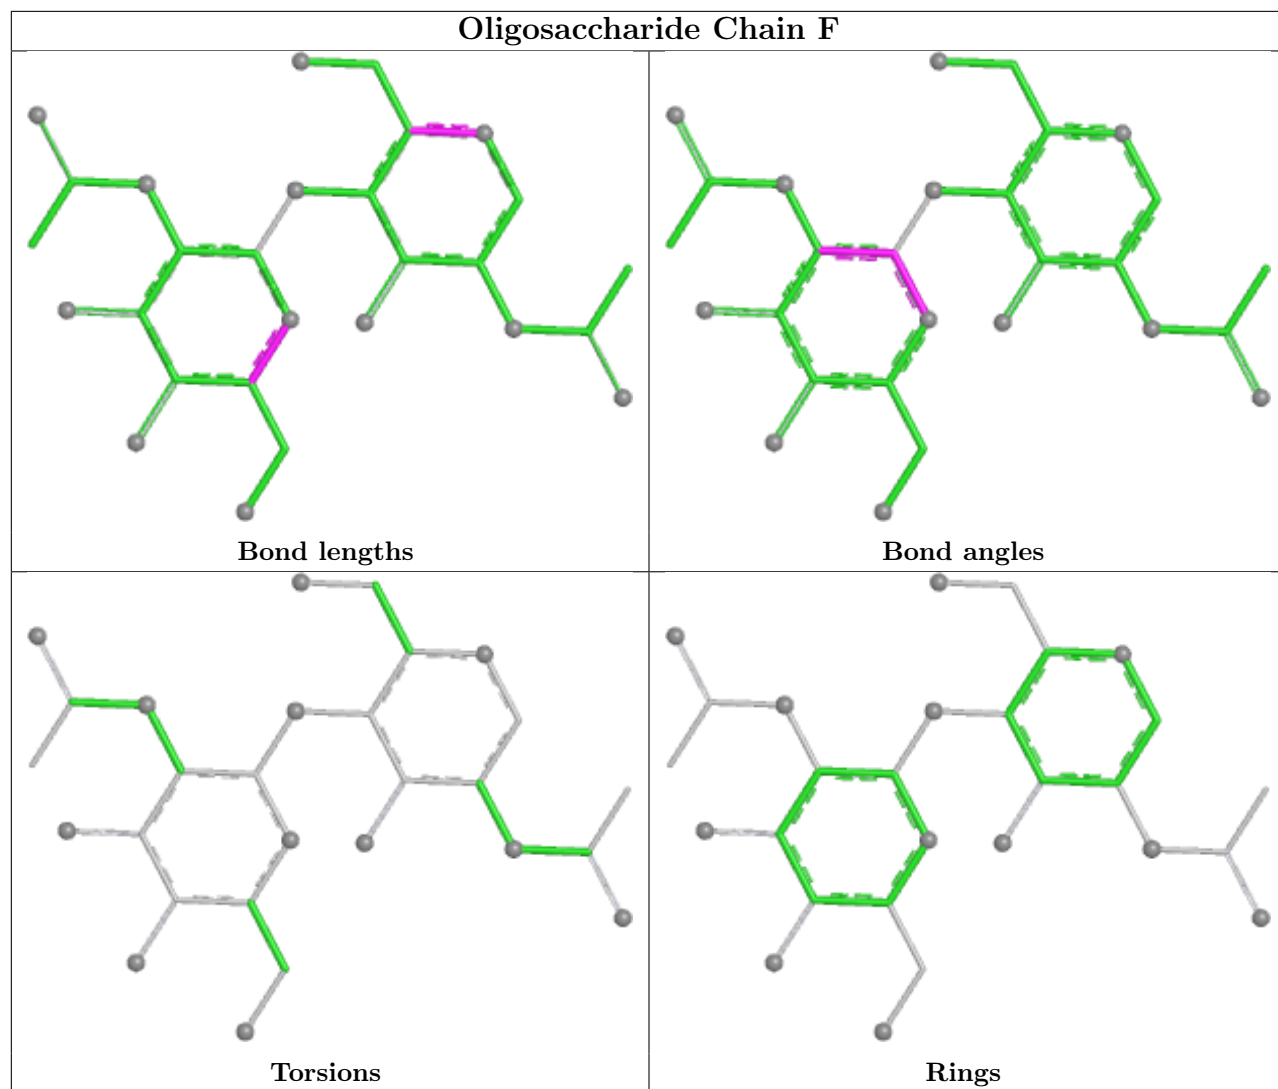 Oligosaccharide Chain F
Bond lengths
Bond angles
Torsions
Rings